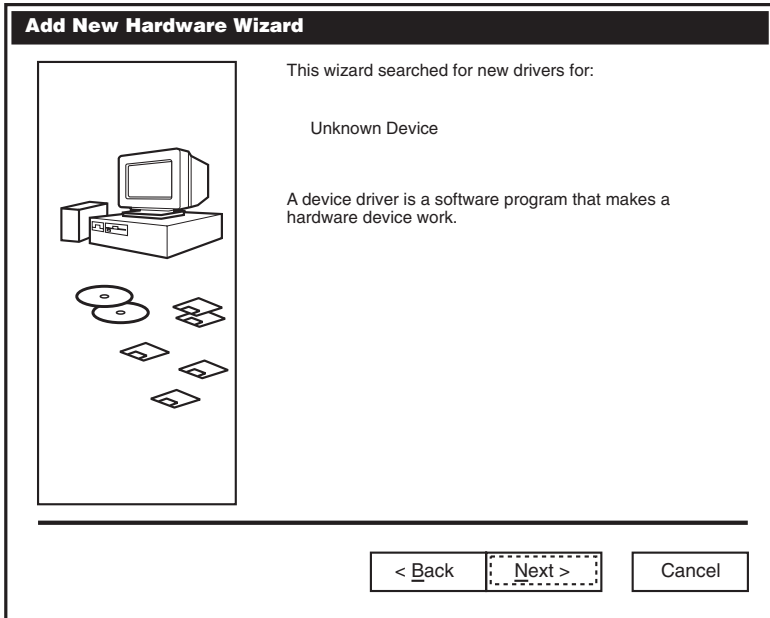 Add New Hardware Wizard
This wizard searched for new drivers for:
Unknown Device
A device driver is a software program that makes a
hardware device work.
< Back
Next >
Cancel